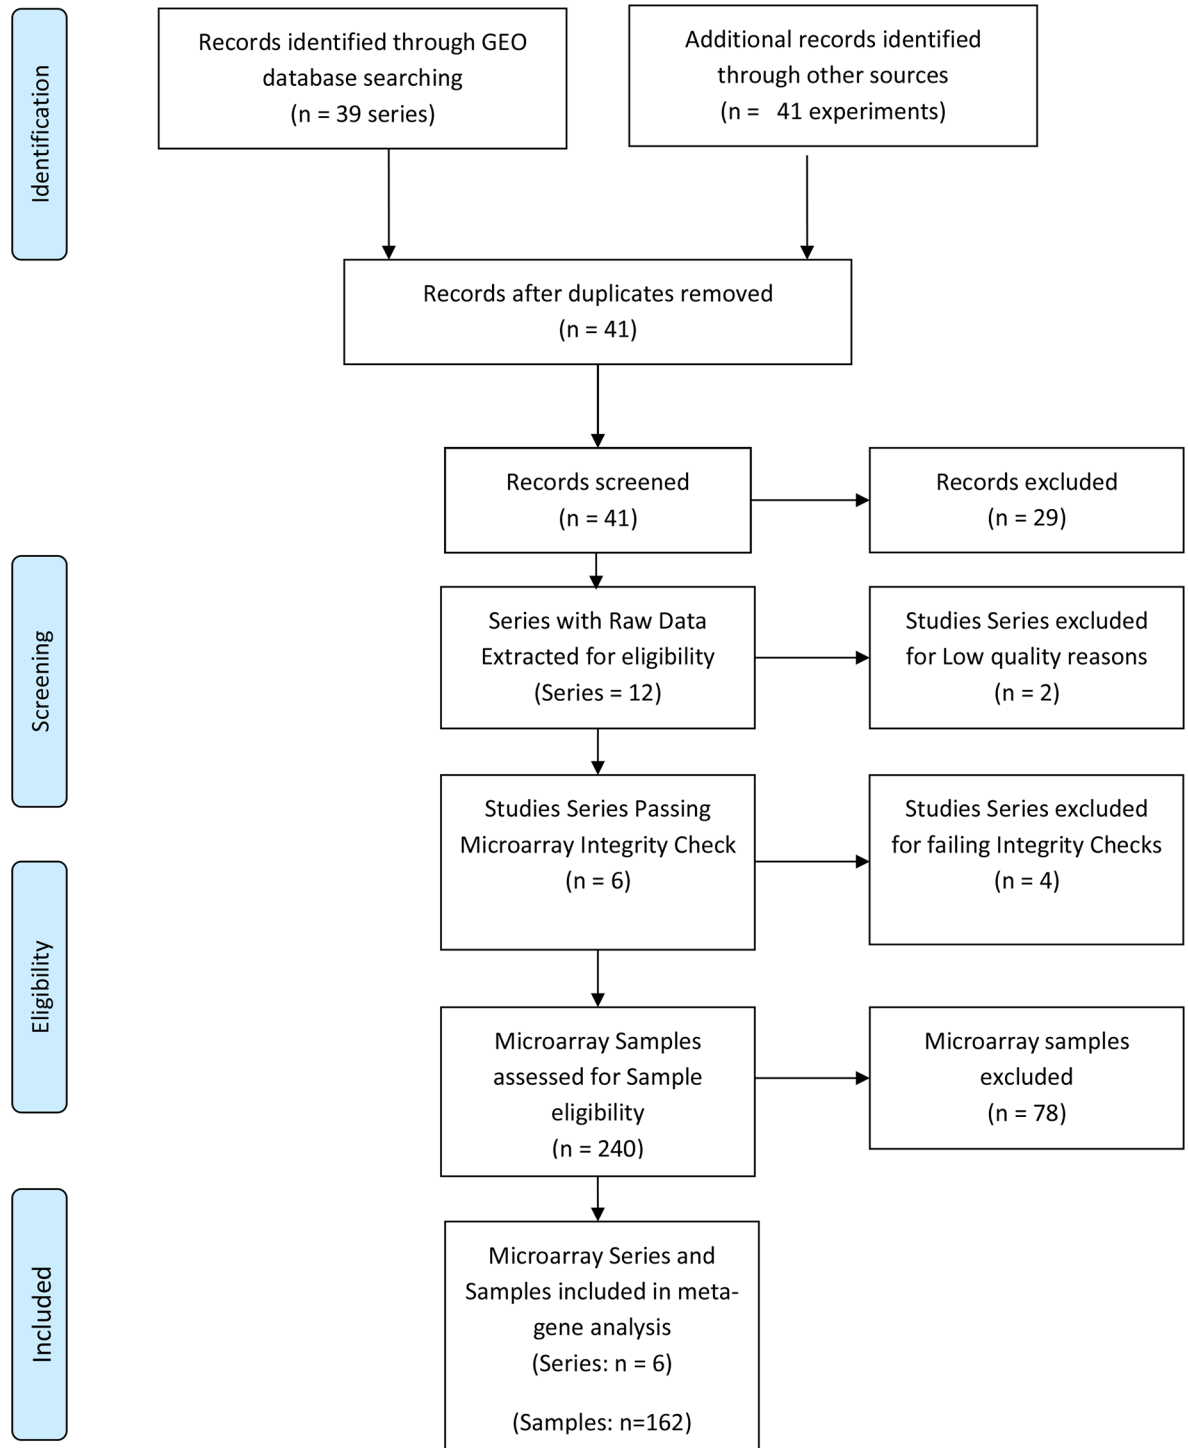 Identification
Records identified through GEO
database searching
(n = 39 series)
Additional records identified
through other sources
(n =   41 experiments)
Records after duplicates removed
(n = 41)
Records screened
(n = 41)
Records excluded
(n = 29)
Screening
Series with Raw Data
Extracted for eligibility
(Series = 12)
Studies Series excluded
for Low quality reasons
(n = 2)
Studies Series Passing
Microarray Integrity Check
(n = 6)
Studies Series excluded
for failing Integrity Checks
(n = 4)
Eligibility
Microarray Samples
assessed for Sample
eligibility
(n = 240)
Microarray samples
excluded
(n = 78)
Included
Microarray Series and
Samples included in meta-
gene analysis
(Series: n = 6)
(Samples: n=162)